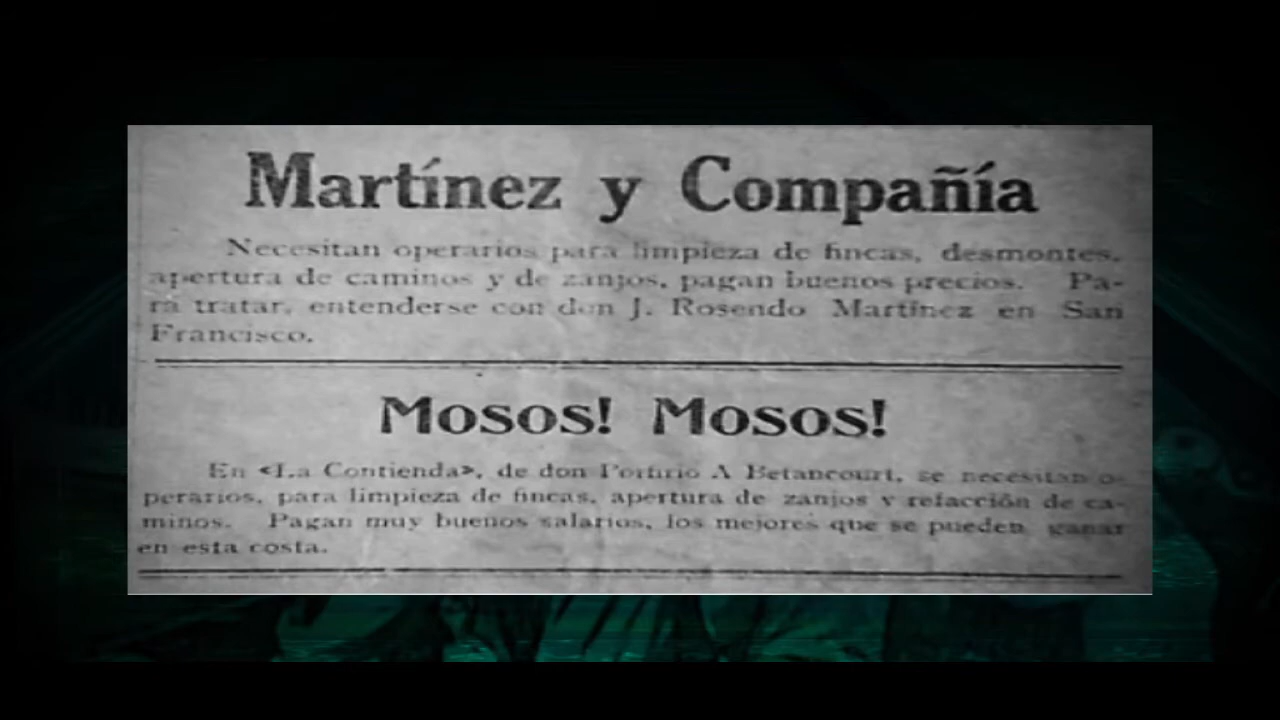 Martínez y Compañía
Necesitan operarios para limpieza de fincas, desmontes,
apertura de caminos y de zanjos, pagan buenos precios. Pa-
ra tratar, entenderse con don J. Rosendo Martínez en San
Francisco.
Mosos! Mosos!
En «La Contienda», de don Porfirio A Betancourt, se necesitan o-
perarios, para limpieza de fincas, apertura de zanjos y refacción de ca-
minos. Pagan muy buenos salarios, los mejores que se pueden ganar
en esta costa.